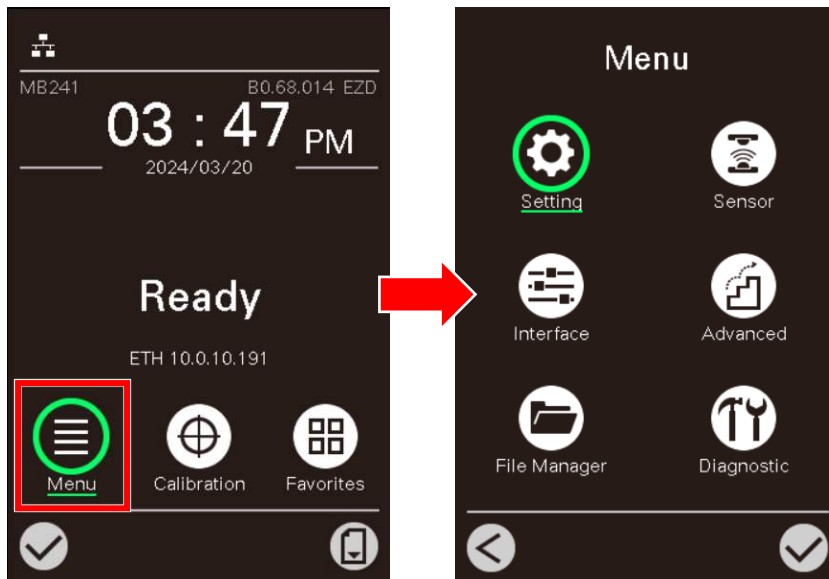 MB241 B0.68.014 EZD
03 : 47 PM
2024/03/20
Ready
ETH 10.0.10.191
Menu Calibration Favorites
Menu
Setting Sensor
Interface Advanced
File Manager Diagnostic